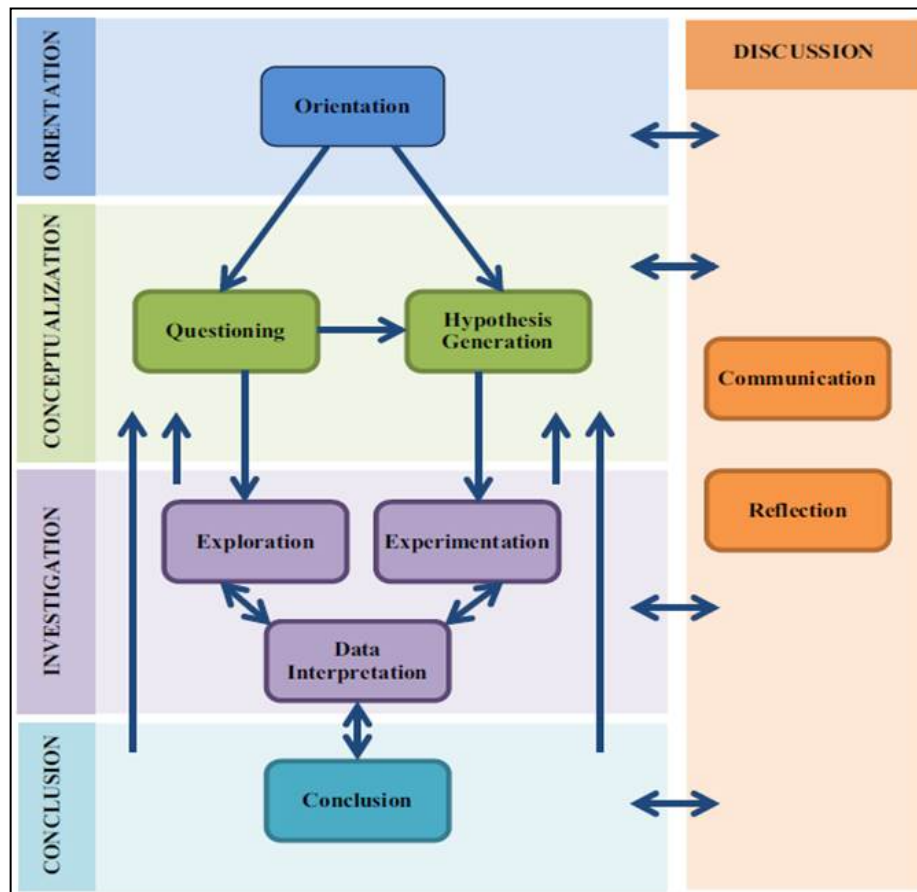 ORIENTATION
Orientation
CONCEPTUALIZATION
Questioning
Hypothesis
Generation
INVESTIGATION
Exploration
Experimentation
Data
Interpretation
CONCLUSION
Conclusion
DISCUSSION
Communication
Reflection